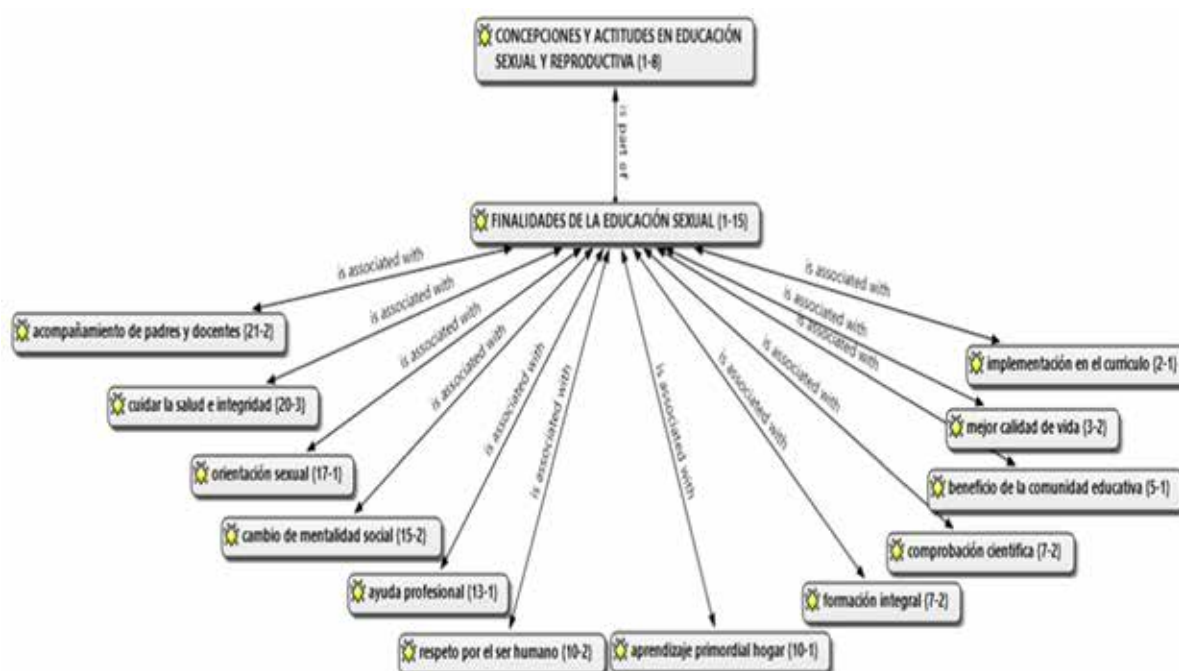 CONCEPCIONES Y ACTITUDES EN EDUCACIÓN
SEXUAL Y REPRODUCTIVA {1-8}
is part of
FINALIDADES DE LA EDUCACIÓN SEXUAL {1-15}
is associated with
is associated with
is associated with
is associated with
is associated with
is associated with
is associated with
is associated with
is associated with
is associated with
is associated with
is associated with
acompañamiento de padres y docentes {21-2}
implementación en el currículo {2-1}
cuidar la salud e integridad {20-3}
mejor calidad de vida {3-2}
orientación sexual {17-1}
beneficio de la comunidad educativa {5-1}
cambio de mentalidad social {15-2}
comprobación científica {7-2}
ayuda profesional {13-1}
formación integral {7-2}
respeto por el ser humano {10-2}
aprendizaje primordial hogar {10-1}